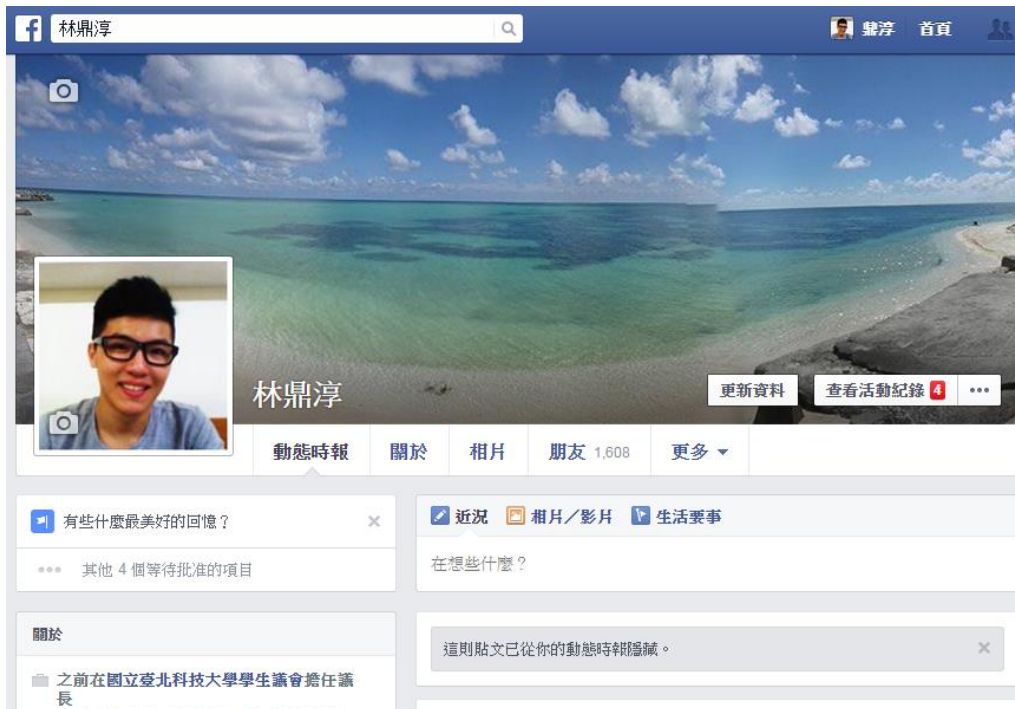 f 林鼎淳
鼎淳 首頁
林鼎淳
更新資料 查看活動紀錄 4 •••
動態時報 關於 相片 朋友 1,608 更多
有些什麼最美好的回憶？ ×
••• 其他 4 個等待批准的項目
近況 相片／影片 生活要事
在想些什麼？
關於
之前在國立臺北科技大學學生議會擔任議
長
這則貼文已從你的動態時報隱藏。 ×